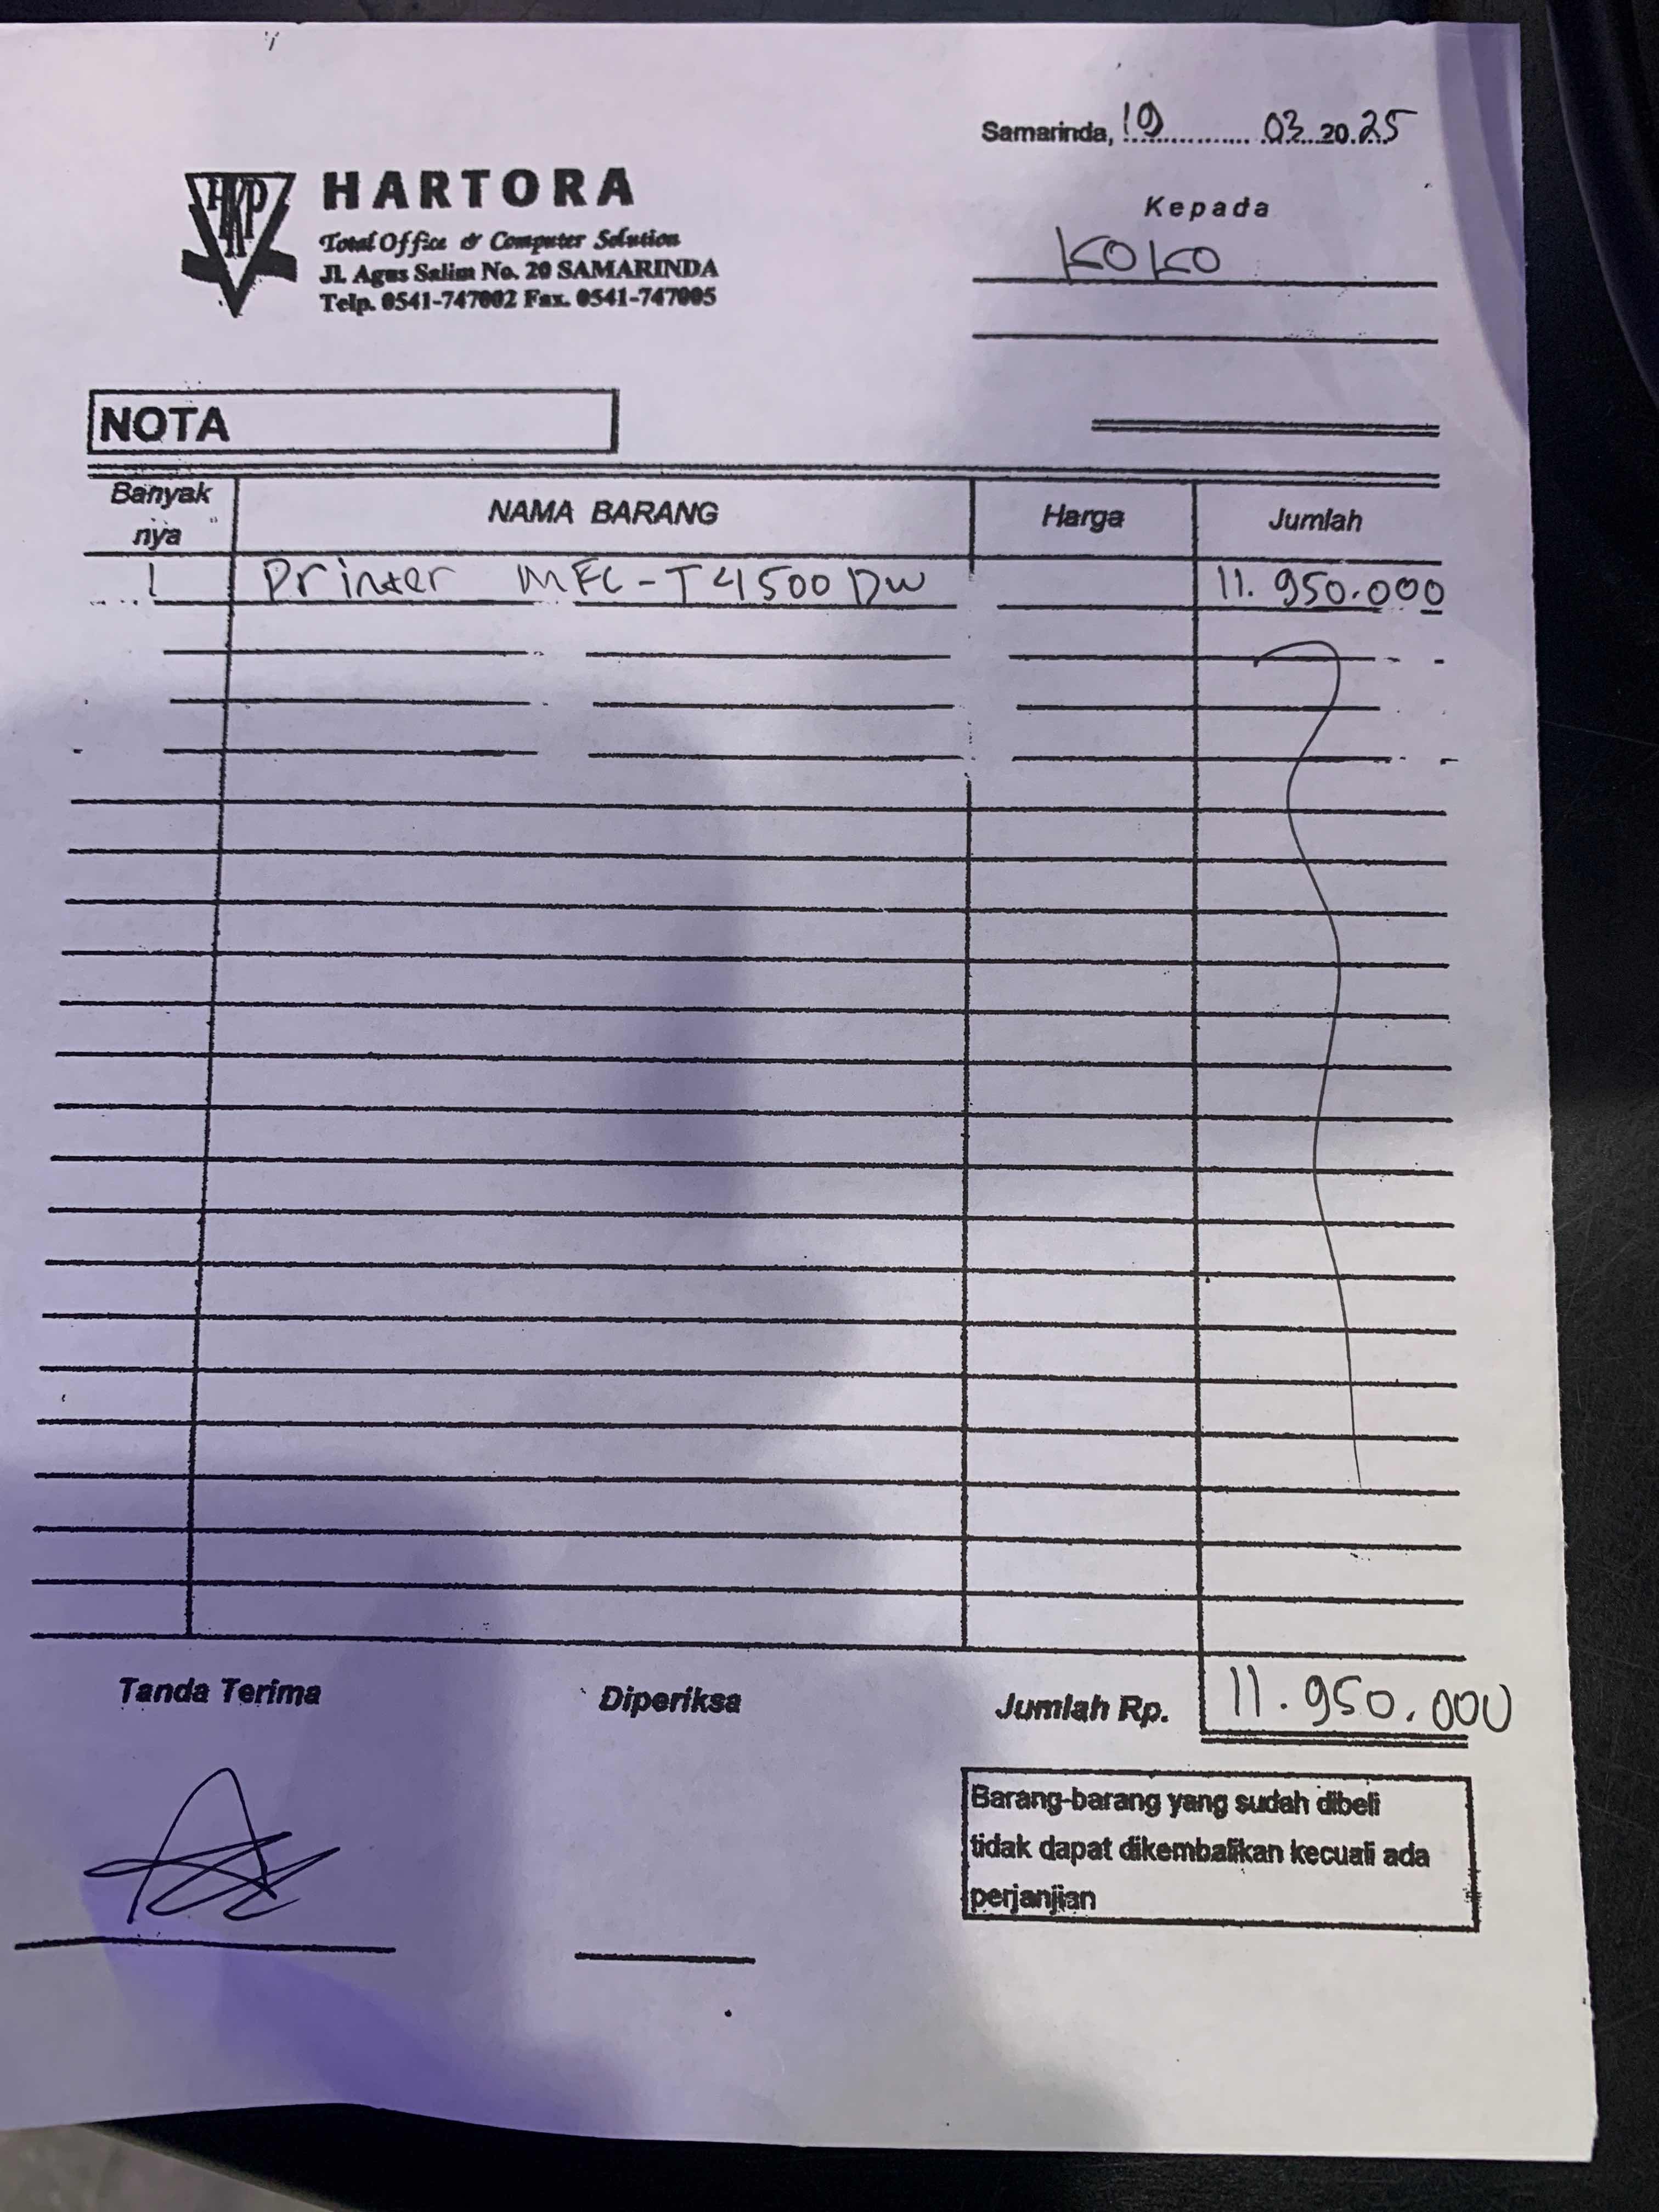 Samarinda, 19 03 20.25
HKP
HARTORA
Total Office & Computer Solution
Jl. Agus Salim No. 20 SAMARINDA
Telp. 0541-747002 Fax. 0541-747005
Kepada
KOKO
NOTA
Banyak nya NAMA BARANG Harga Jumlah
1 Printer MFC-T4500DW 11.950.000
Tanda Terima Diperiksa Jumlah Rp. 11.950.000
Barang-barang yang sudah dibeli
tidak dapat dikembalikan kecuali ada
perjanjian